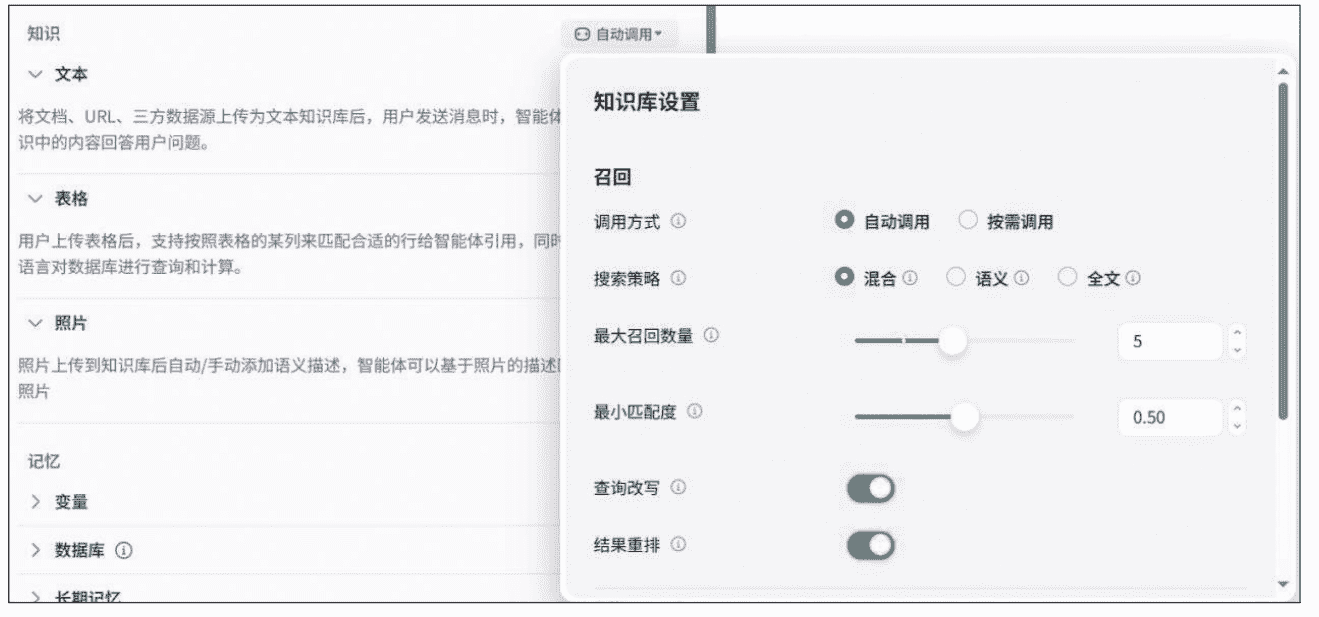 知识
自动调用
文本
将文档、URL、三方数据源上传为文本知识库后，用户发送消息时，智能体
识中的内容回答用户问题。
表格
用户上传表格后，支持按照表格的某列来匹配合适的行给智能体引用，同时
语言对数据库进行查询和计算。
照片
照片上传到知识库后自动/手动添加语义描述，智能体可以基于照片的描述
照片
记忆
变量
数据库
长期记忆
知识库设置
召回
调用方式 自动调用 按需调用
搜索策略 混合 语义 全文
最大召回数量 5
最小匹配度 0.50
查询改写
结果重排